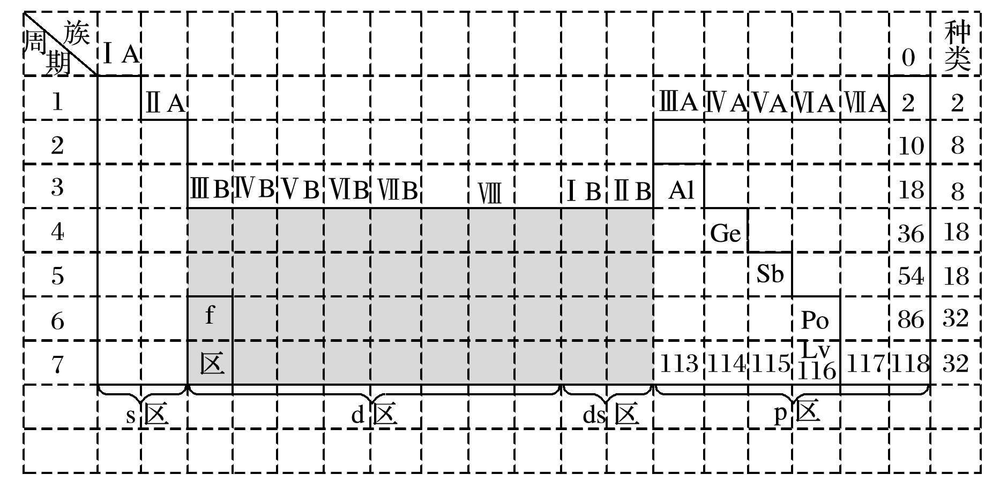 族 种
周期 ⅠA 0 类
1 ⅡA ⅢA ⅣA ⅤA ⅥA ⅦA 2 2
2 10 8
3 ⅢB ⅣB ⅤB ⅥB ⅦB Ⅷ ⅠB ⅡB Al 18 8
4 Ge 36 18
5 Sb 54 18
6 f Po 86 32
7 区 113 114 115 Lv 117 118 32
116
s区 d区 ds区 p区